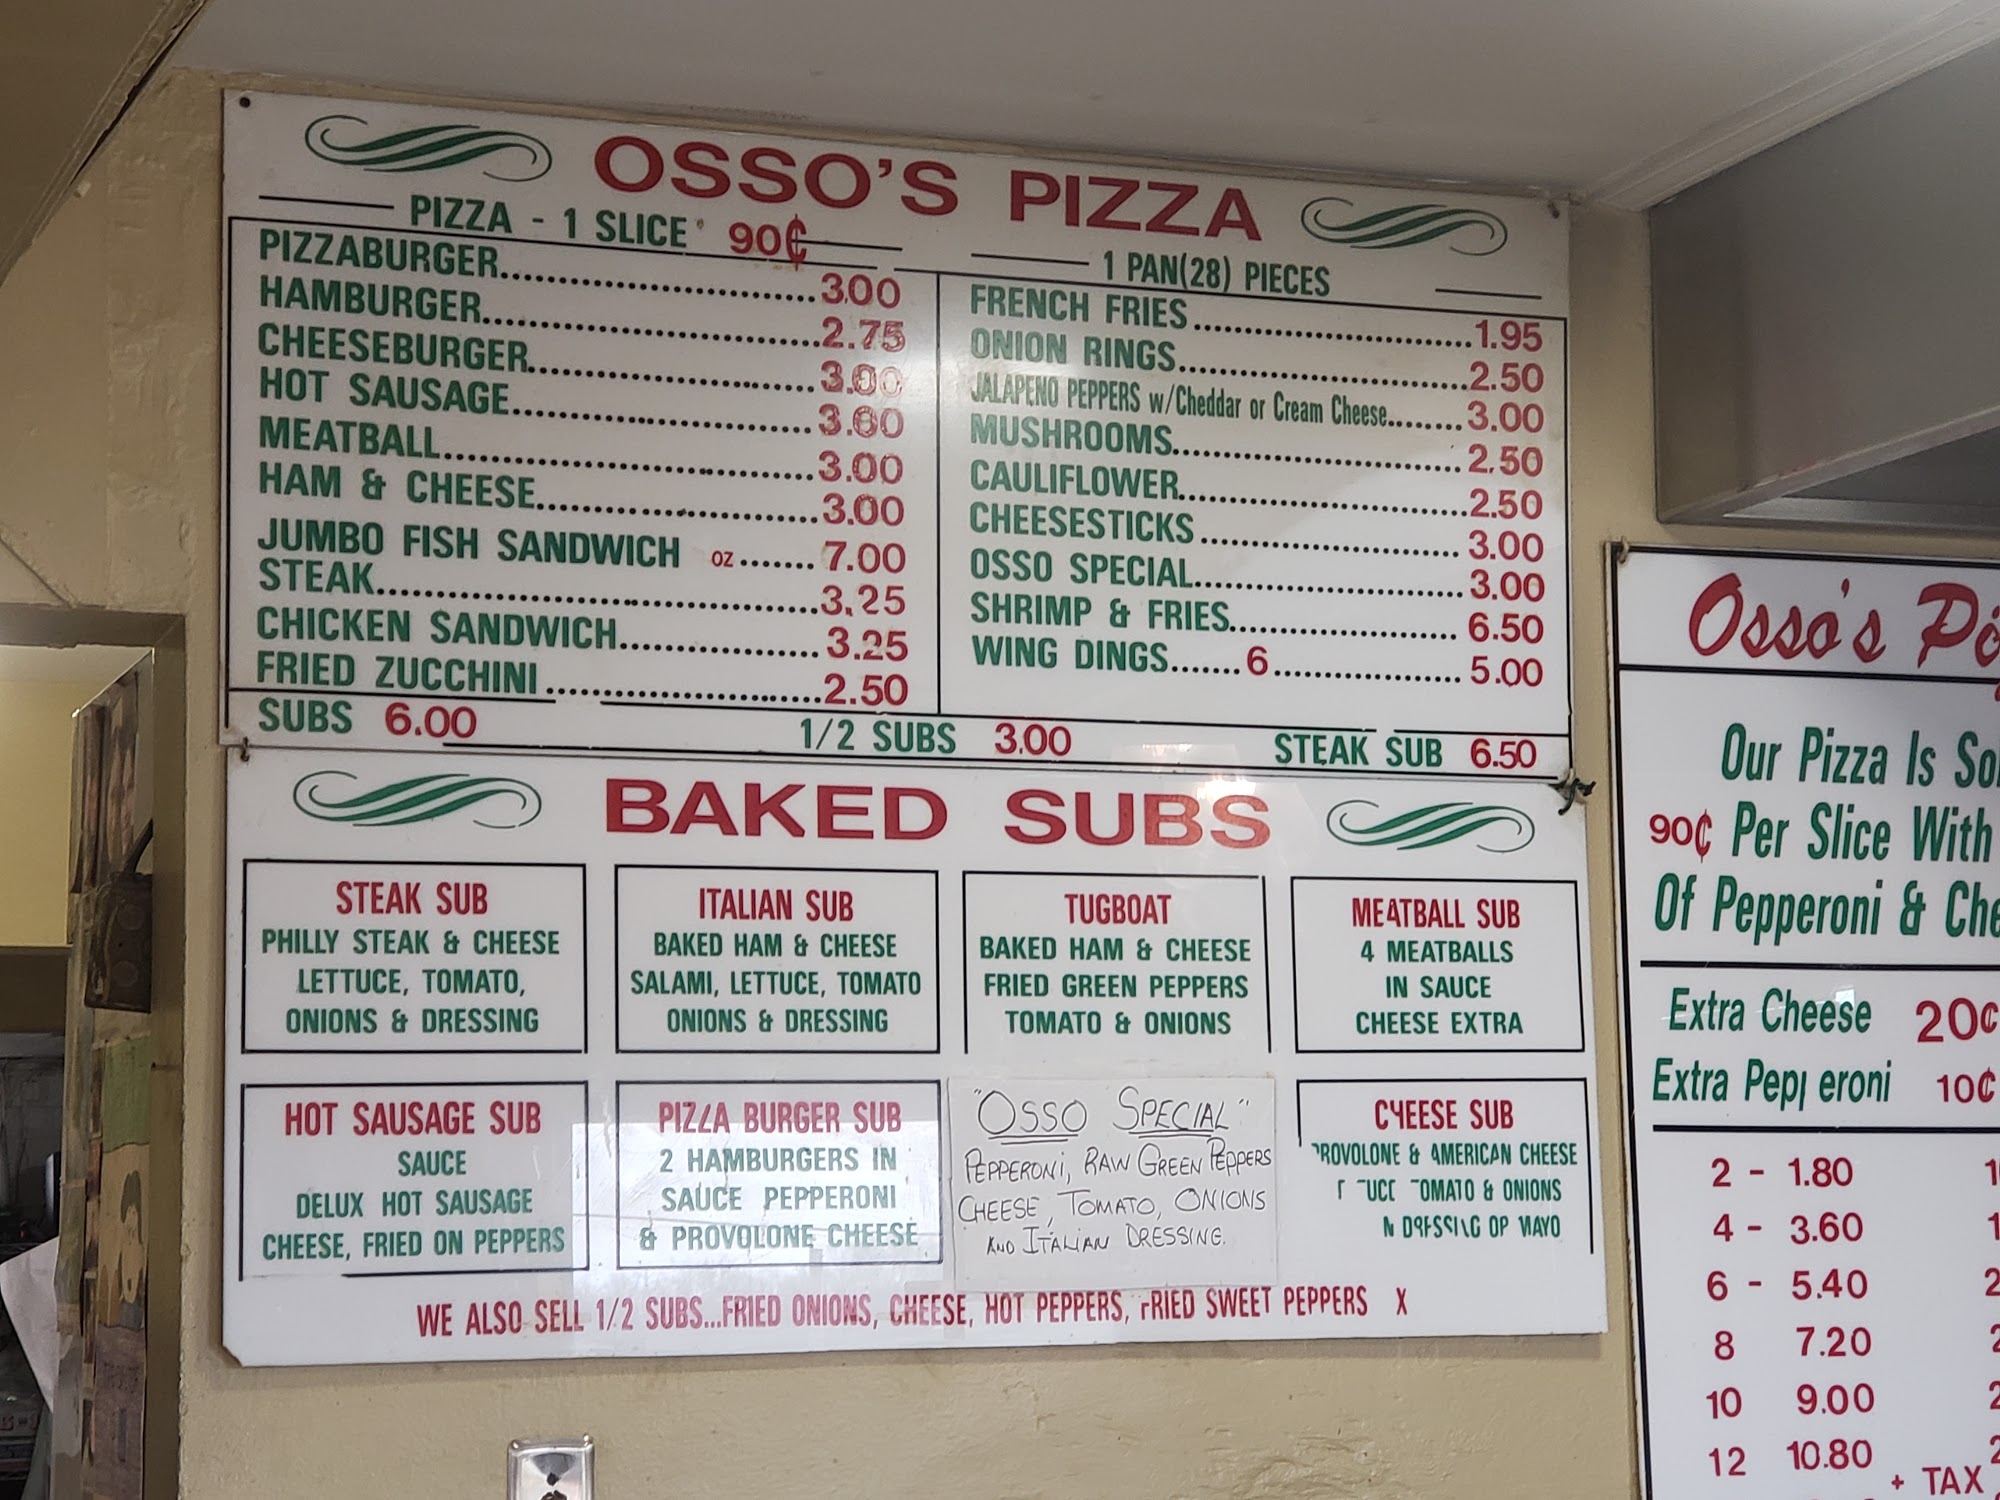 OSSO'S PIZZA
PIZZA - 1 SLICE 90¢
1 PAN(28) PIECES
PIZZABURGER 3.00
HAMBURGER 2.75
CHEESEBURGER 3.00
HOT SAUSAGE 3.00
MEATBALL 3.00
HAM & CHEESE 3.00
JUMBO FISH SANDWICH OZ 7.00
STEAK 3.25
CHICKEN SANDWICH 3.25
FRIED ZUCCHINI 2.50
FRENCH FRIES 1.95
ONION RINGS 2.50
JALAPENO PEPPERS w/Cheddar or Cream Cheese 3.00
MUSHROOMS 2.50
CAULIFLOWER 2.50
CHEESESTICKS 3.00
OSSO SPECIAL 3.00
SHRIMP & FRIES 6.50
WING DINGS 6 5.00
SUBS 6.00 1/2 SUBS 3.00 STEAK SUB 6.50
BAKED SUBS
STEAK SUB
PHILLY STEAK & CHEESE
LETTUCE, TOMATO,
ONIONS & DRESSING
ITALIAN SUB
BAKED HAM & CHEESE
SALAMI, LETTUCE, TOMATO
ONIONS & DRESSING
TUGBOAT
BAKED HAM & CHEESE
FRIED GREEN PEPPERS
TOMATO & ONIONS
MEATBALL SUB
4 MEATBALLS
IN SAUCE
CHEESE EXTRA
HOT SAUSAGE SUB
SAUCE
DELUX HOT SAUSAGE
CHEESE, FRIED ON PEPPERS
PIZZA BURGER SUB
2 HAMBURGERS IN
SAUCE PEPPERONI
& PROVOLONE CHEESE
"OSSO SPECIAL"
PEPPERONI, RAW GREEN PEPPERS
CHEESE, TOMATO, ONIONS
AND ITALIAN DRESSING.
CHEESE SUB
PROVOLONE & AMERICAN CHEESE
TOMATO & ONIONS
OR MAYO
WE ALSO SELL 1/2 SUBS...FRIED ONIONS, CHEESE, HOT PEPPERS, FRIED SWEET PEPPERS X
Osso's
Our Pizza Is
90¢ Per Slice With
Of Pepperoni &
Extra Cheese 20¢
Extra Pepperoni 10¢
2 - 1.80
4 - 3.60
6 - 5.40
8 7.20
10 9.00
12 10.80
+ TAX